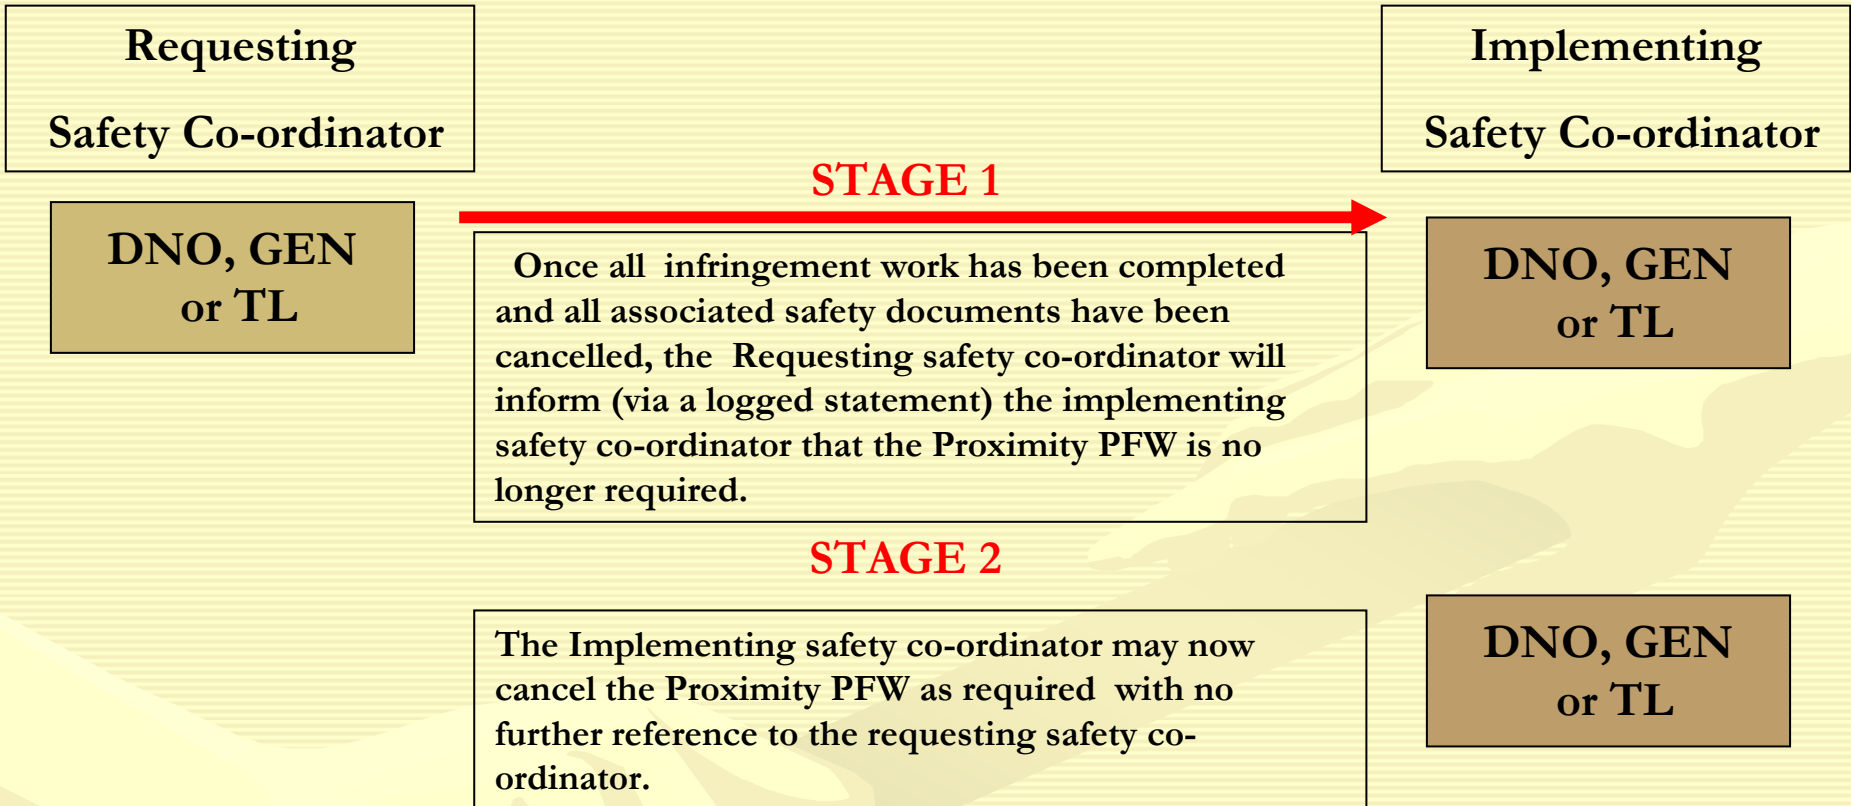 Requesting
Safety Co-ordinator
Implementing
Safety Co-ordinator
STAGE 1
DNO, GEN
or TL
Once all infringement work has been completed
and all associated safety documents have been
cancelled, the Requesting safety co-ordinator will
inform (via a logged statement) the implementing
safety co-ordinator that the Proximity PFW is no
longer required.
DNO, GEN
or TL
STAGE 2
The Implementing safety co-ordinator may now
cancel the Proximity PFW as required with no
further reference to the requesting safety co-
ordinator.
DNO, GEN
or TL